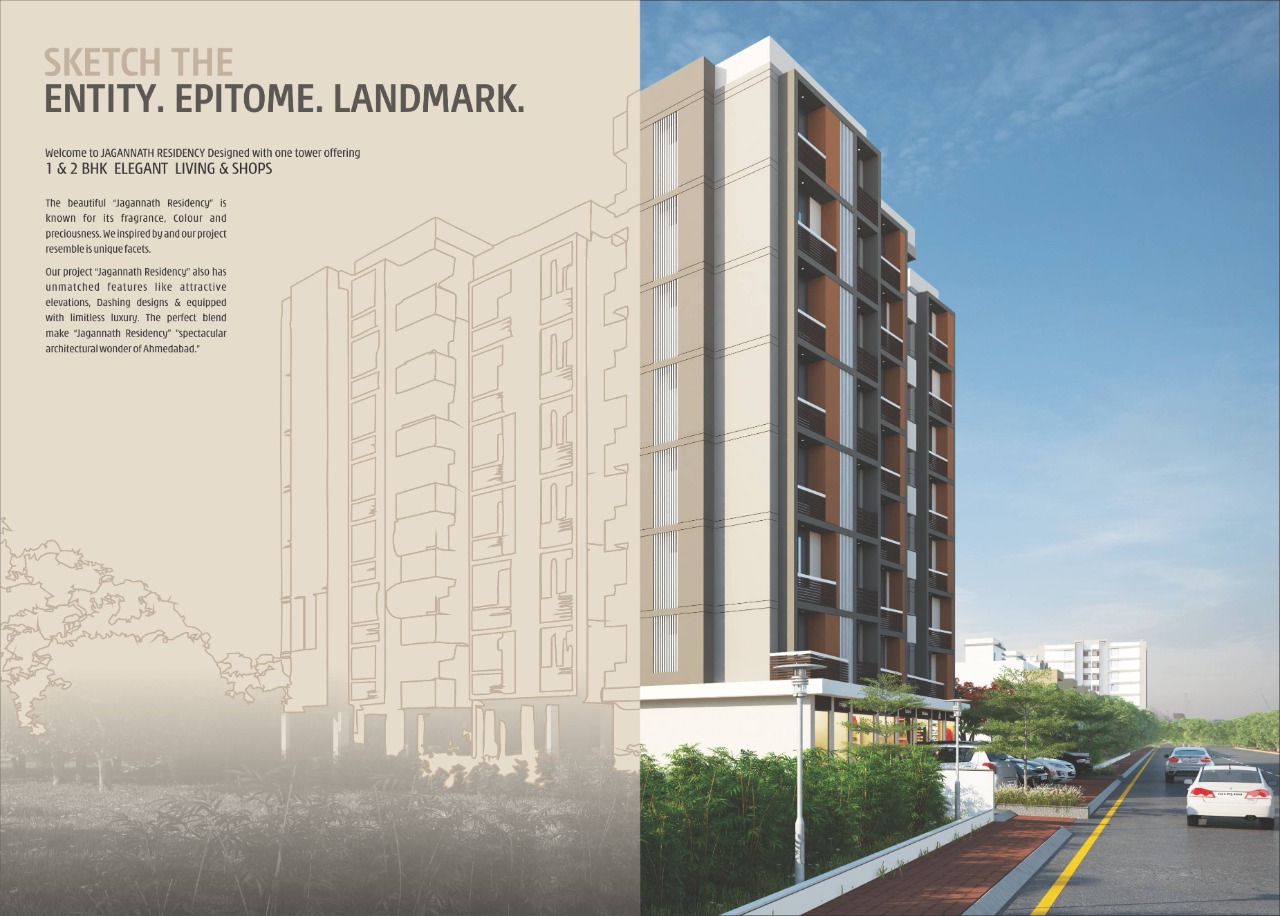 SKETCH THE
ENTITY. EPITOME. LANDMARK.
Welcome to JAGANNATH RESIDENCY Designed with one tower offering
1 & 2 BHK ELEGANT LIVING & SHOPS
The beautiful “Jagannath Residency” is
known for its fragrance, Colour and
preciousness. We inspired by and our project
resemble is unique facets.
Our project “Jagannath Residency” also has
unmatched features like attractive
elevations, Dashing designs & equipped
with limitless luxury. The perfect blend
make “Jagannath Residency” “spectacular
architectural wonder of Ahmedabad.”